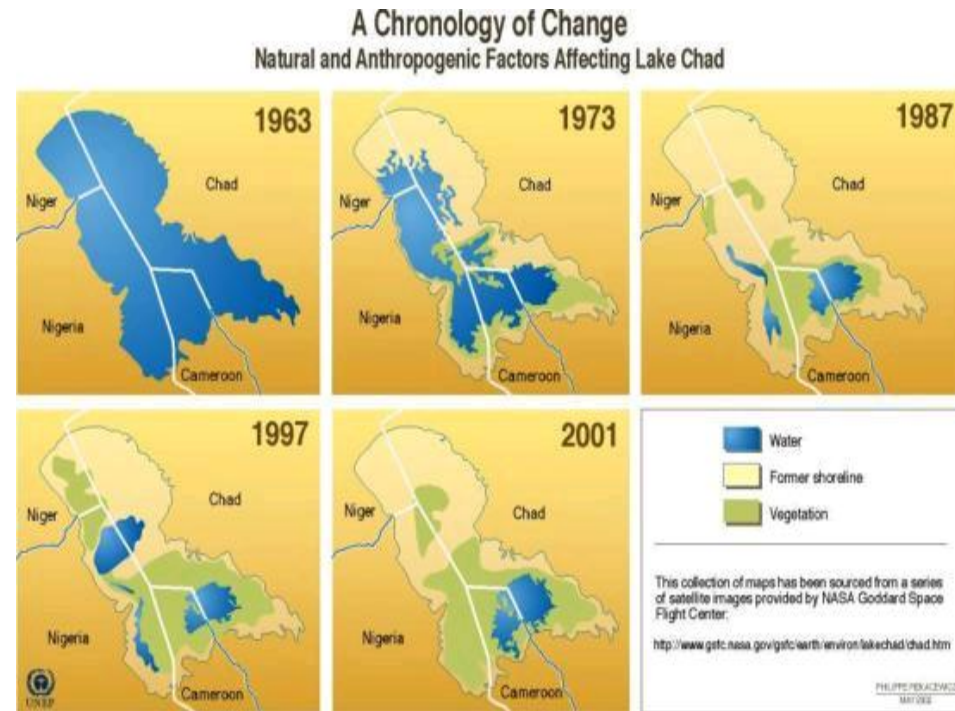 A Chronology of Change
Natural and Anthropogenic Factors Affecting Lake Chad
1963
Chad
Niger
Nigeria
Cameroon
1973
Chad
Niger
Nigeria
Cameroon
1987
Chad
Niger
Nigeria
Cameroon
1997
Chad
Niger
Nigeria
Cameroon
UNEP
2001
Chad
Niger
Nigeria
Cameroon
Water
Former shoreline
Vegetation
This collection of maps has been sourced from a series
of satellite images provided by NASA Goddard Space
Flight Center:
http://www.gsfc.nasa.gov/gsfc/earth/environ/lakechad/chad.htm
PHILIPPE REKACEWICZ